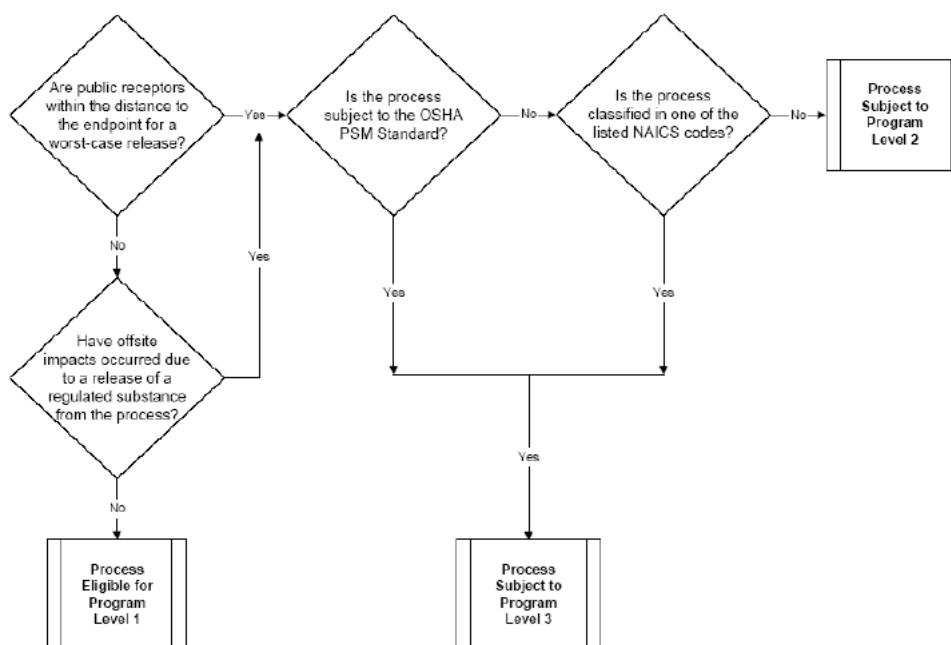 Are public receptors
within the distance to
the endpoint for a
worst-case release?
Yes
Is the process
subject to the OSHA
PSM Standard?
No
Is the process
classified in one of the
listed NAICS codes?
No
Process
Subject to
Program
Level 2
No
Yes
Yes
Yes
Have offsite
impacts occurred due
to a release of a
regulated substance
from the process?
Yes
No
Process
Eligible for
Program
Level 1
Process
Subject to
Program
Level 3